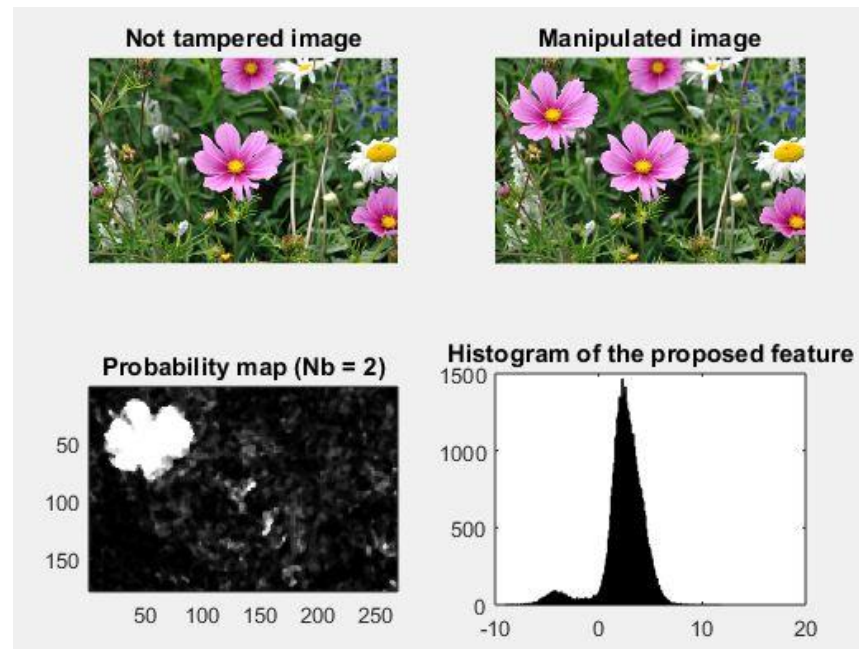 Not tampered image
Manipulated image
Probability map (Nb = 2)
50
100
150
50 100 150 200 250
Histogram of the proposed feature
1500
1000
500
0
-10 0 10 20